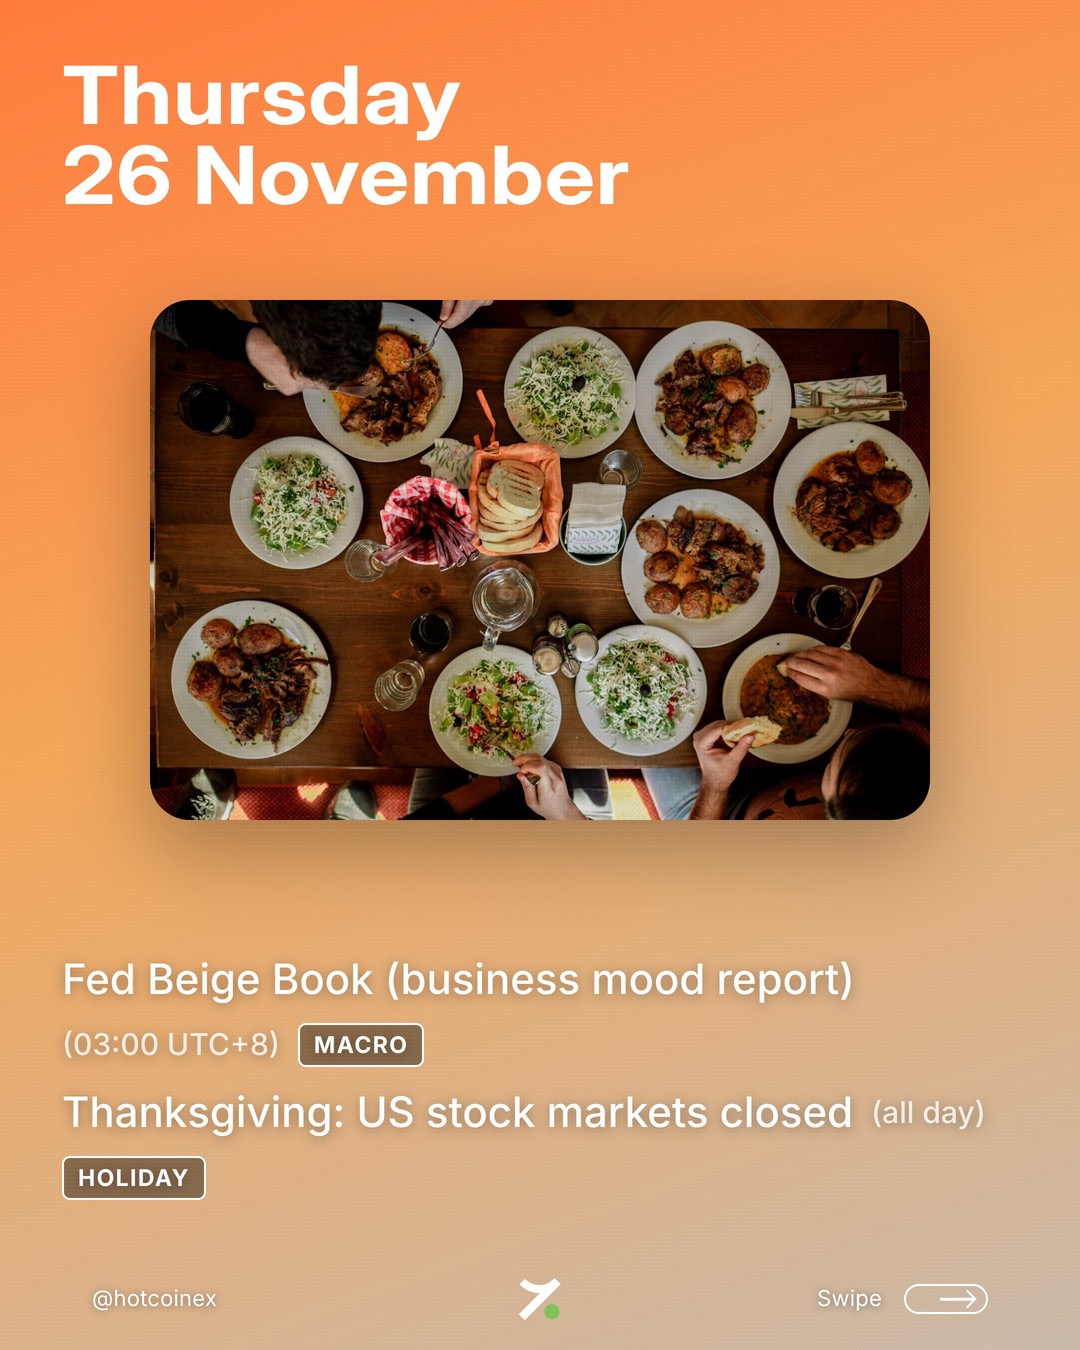 Thursday
26 November
Fed Beige Book (business mood report)
(03:00 UTC+8) MACRO
Thanksgiving: US stock markets closed (all day)
HOLIDAY
@hotcoinex
Swipe